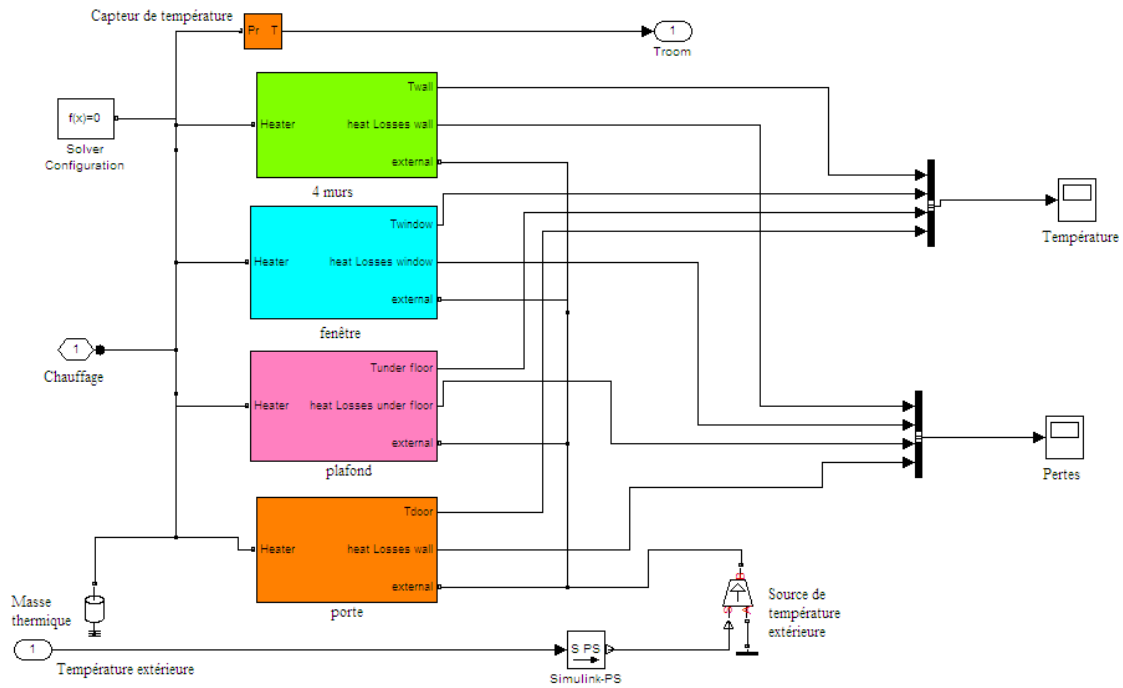 Capteur de température
Pr T
1
Troom
f(x)=0
Solver
Configuration
Heater
Twall
heat Losses wall
external
4 murs
Heater
Twindow
heat Losses window
external
fenêtre
Température
1
Chauffage
Heater
Tunder floor
heat Losses under floor
external
plafond
Pertes
Heater
Tdoor
heat Losses wall
external
porte
Masse
thermique
B
S
A
Source de
température
extérieure
1
Température extérieure
S PS
Simulink-PS